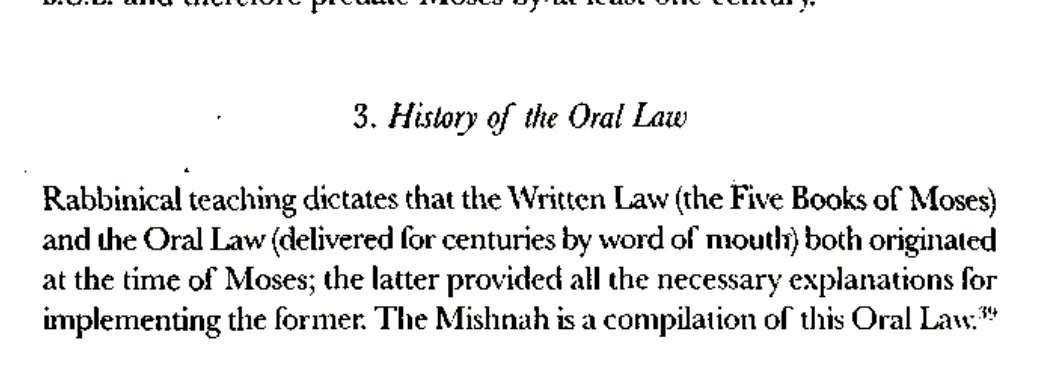 B.C.E. and therefore predate Moses by at least one century.
3. History of the Oral Law
Rabbinical teaching dictates that the Written Law (the Five Books of Moses)
and the Oral Law (delivered for centuries by word of mouth) both originated
at the time of Moses; the latter provided all the necessary explanations for
implementing the former. The Mishnah is a compilation of this Oral Law.³⁹